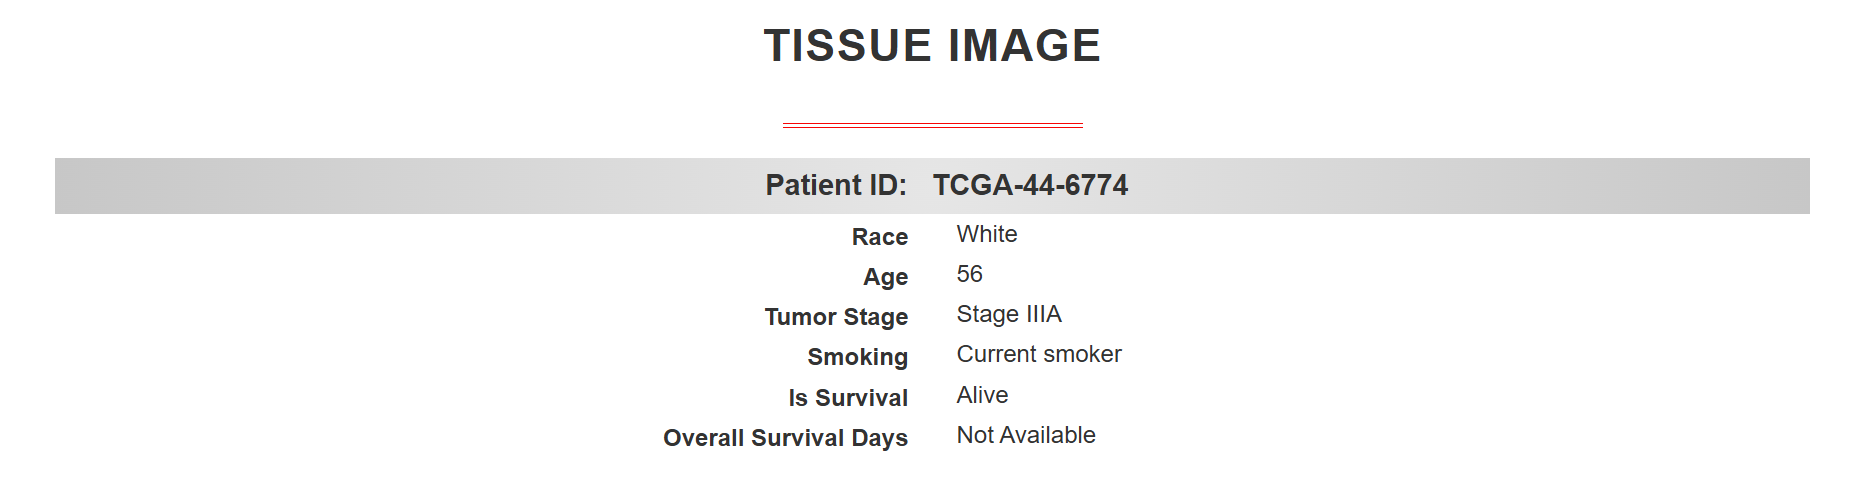 TISSUE IMAGE
Patient ID: TCGA-44-6774
Race White
Age 56
Tumor Stage Stage IIIA
Smoking Current smoker
Is Survival Alive
Overall Survival Days Not Available